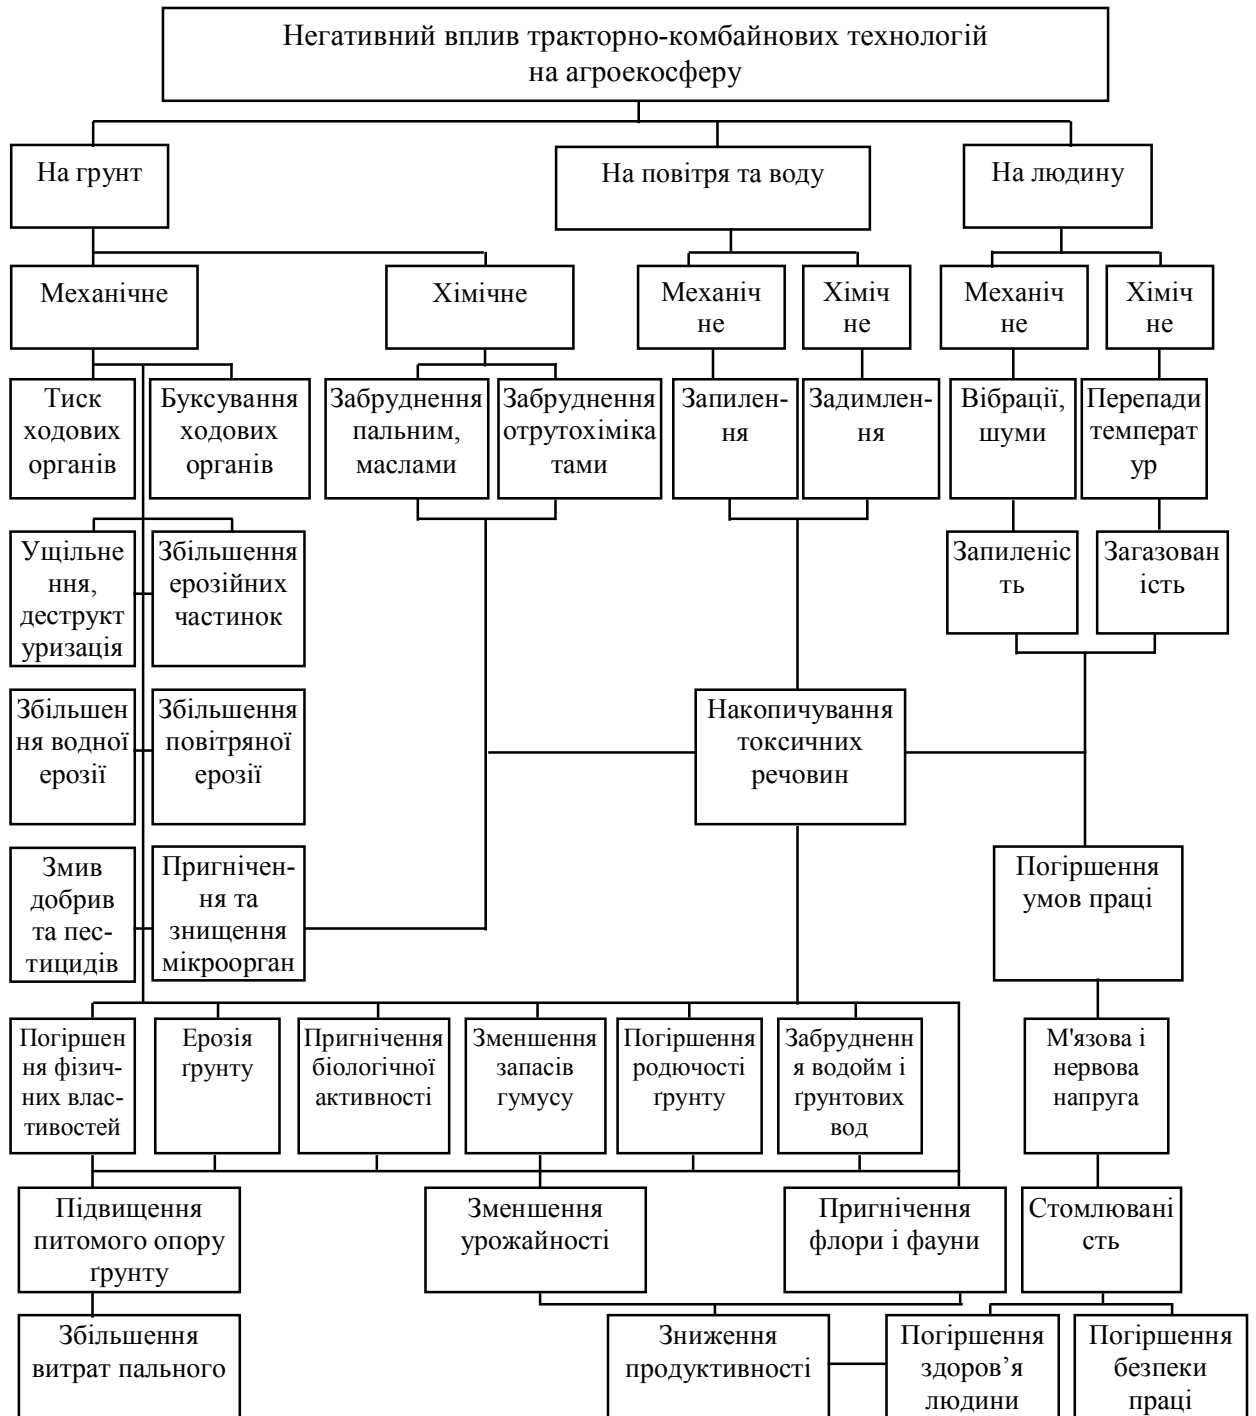 Негативний вплив тракторно-комбайнових технологій
на агроекосферу
На грунт
На повітря та воду
На людину
Механічне
Хімічне
Механіч
не
Хіміч
не
Механіч
не
Хіміч
не
Тиск
ходових
органів
Буксування
ходових
органів
Забруднення
пальним,
маслами
Забруднення
отрутохіміка
тами
Запилен-
ня
Задимлен-
ня
Вібрації,
шуми
Перепади
температ
ур
Ущільне
ння,
деструкт
уризація
Збільшення
ерозійних
частинок
Запиленіс
ть
Загазован
ість
Збільшен
ня водної
ерозії
Збільшення
повітряної
ерозії
Накопичування
токсичних
речовин
Змив
добрив
та пес-
тицидів
Пригнічен-
ня та
знищення
мікроорган
Погіршення
умов праці
Погіршен
ня фізич-
них влас-
тивостей
Ерозія
ґрунту
Пригнічення
біологічної
активності
Зменшення
запасів
гумусу
Погіршення
родючості
ґрунту
Забрудненн
я водойм і
ґрунтових
вод
М'язова і
нервова
напруга
Підвищення
питомого опору
ґрунту
Зменшення
урожайності
Пригнічення
флори і фауни
Стомлювані
сть
Збільшення
витрат пального
Зниження
продуктивності
Погіршення
здоров’я
людини
Погіршення
безпеки
праці